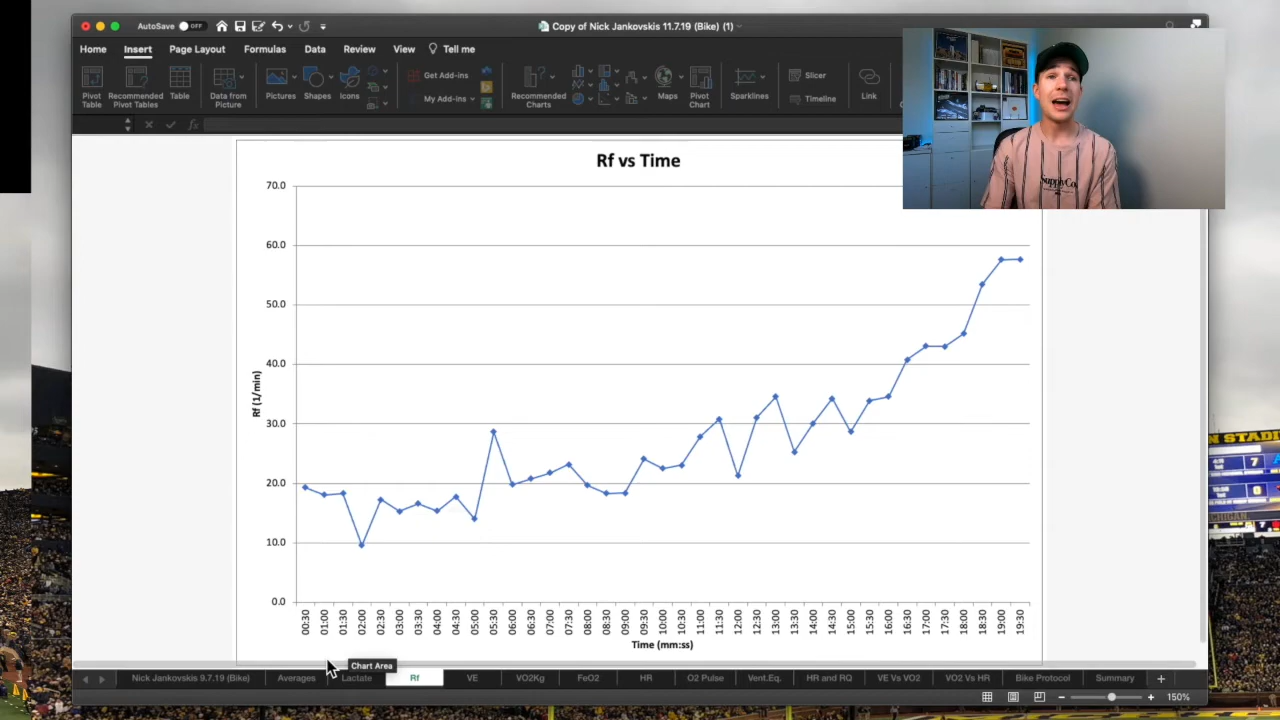 AutoSave OFF
Copy of Nick Jankovskis 11.7.19 (Bike) (1)
Home Insert Page Layout Formulas Data Review View Tell me
Pivot Table
Recommended Pivot Tables
Table
Data from Picture
Pictures
Shapes
Icons
Get Add-ins
My Add-ins
Recommended Charts
Maps
Pivot Chart
Sparklines
Slicer
Timeline
Link
fx
SupplyCo.
Rf vs Time
70.0
60.0
50.0
40.0
30.0
20.0
10.0
0.0
Rf (1/min)
00:30 01:00 01:30 02:00 02:30 03:00 03:30 04:00 04:30 05:00 05:30 06:00 06:30 07:00 07:30 08:00 08:30 09:00 09:30 10:00 10:30 11:00 11:30 12:00 12:30 13:00 13:30 14:00 14:30 15:00 15:30 16:00 16:30 17:00 17:30 18:00 18:30 19:00 19:30
Time (mm:ss)
Chart Area
Nick Jankovskis 9.7.19 (Bike) Averages Lactate Rf VE VO2Kg FeO2 HR O2 Pulse Vent.Eq. HR and RQ VE Vs VO2 VO2 Vs HR Bike Protocol Summary
150%
N STADI
7
0